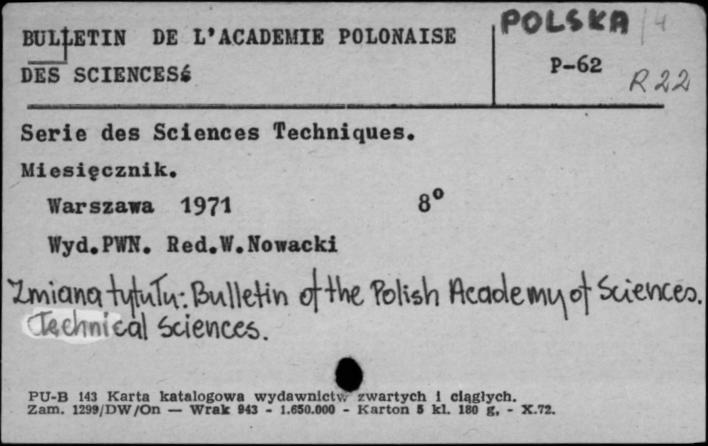 POLSKA /4
BULLETIN DE L'ACADEMIE POLONAISE
P-62
DES SCIENCES
R 22
Serie des Sciences Techniques.
Miesięcznik.
Warszawa 1971 8°
Wyd.PWN. Red.W.Nowacki
Zmiana tytułu: Bulletin of the Polish Academy of Sciences.
Technical Sciences.
PU-B 143 Karta katalogowa wydawnictw zwartych i ciągłych.
Zam. 1299/DW/On — Wrak 943 - 1.650.000 - Karton 5 kl. 180 g, - X.72.